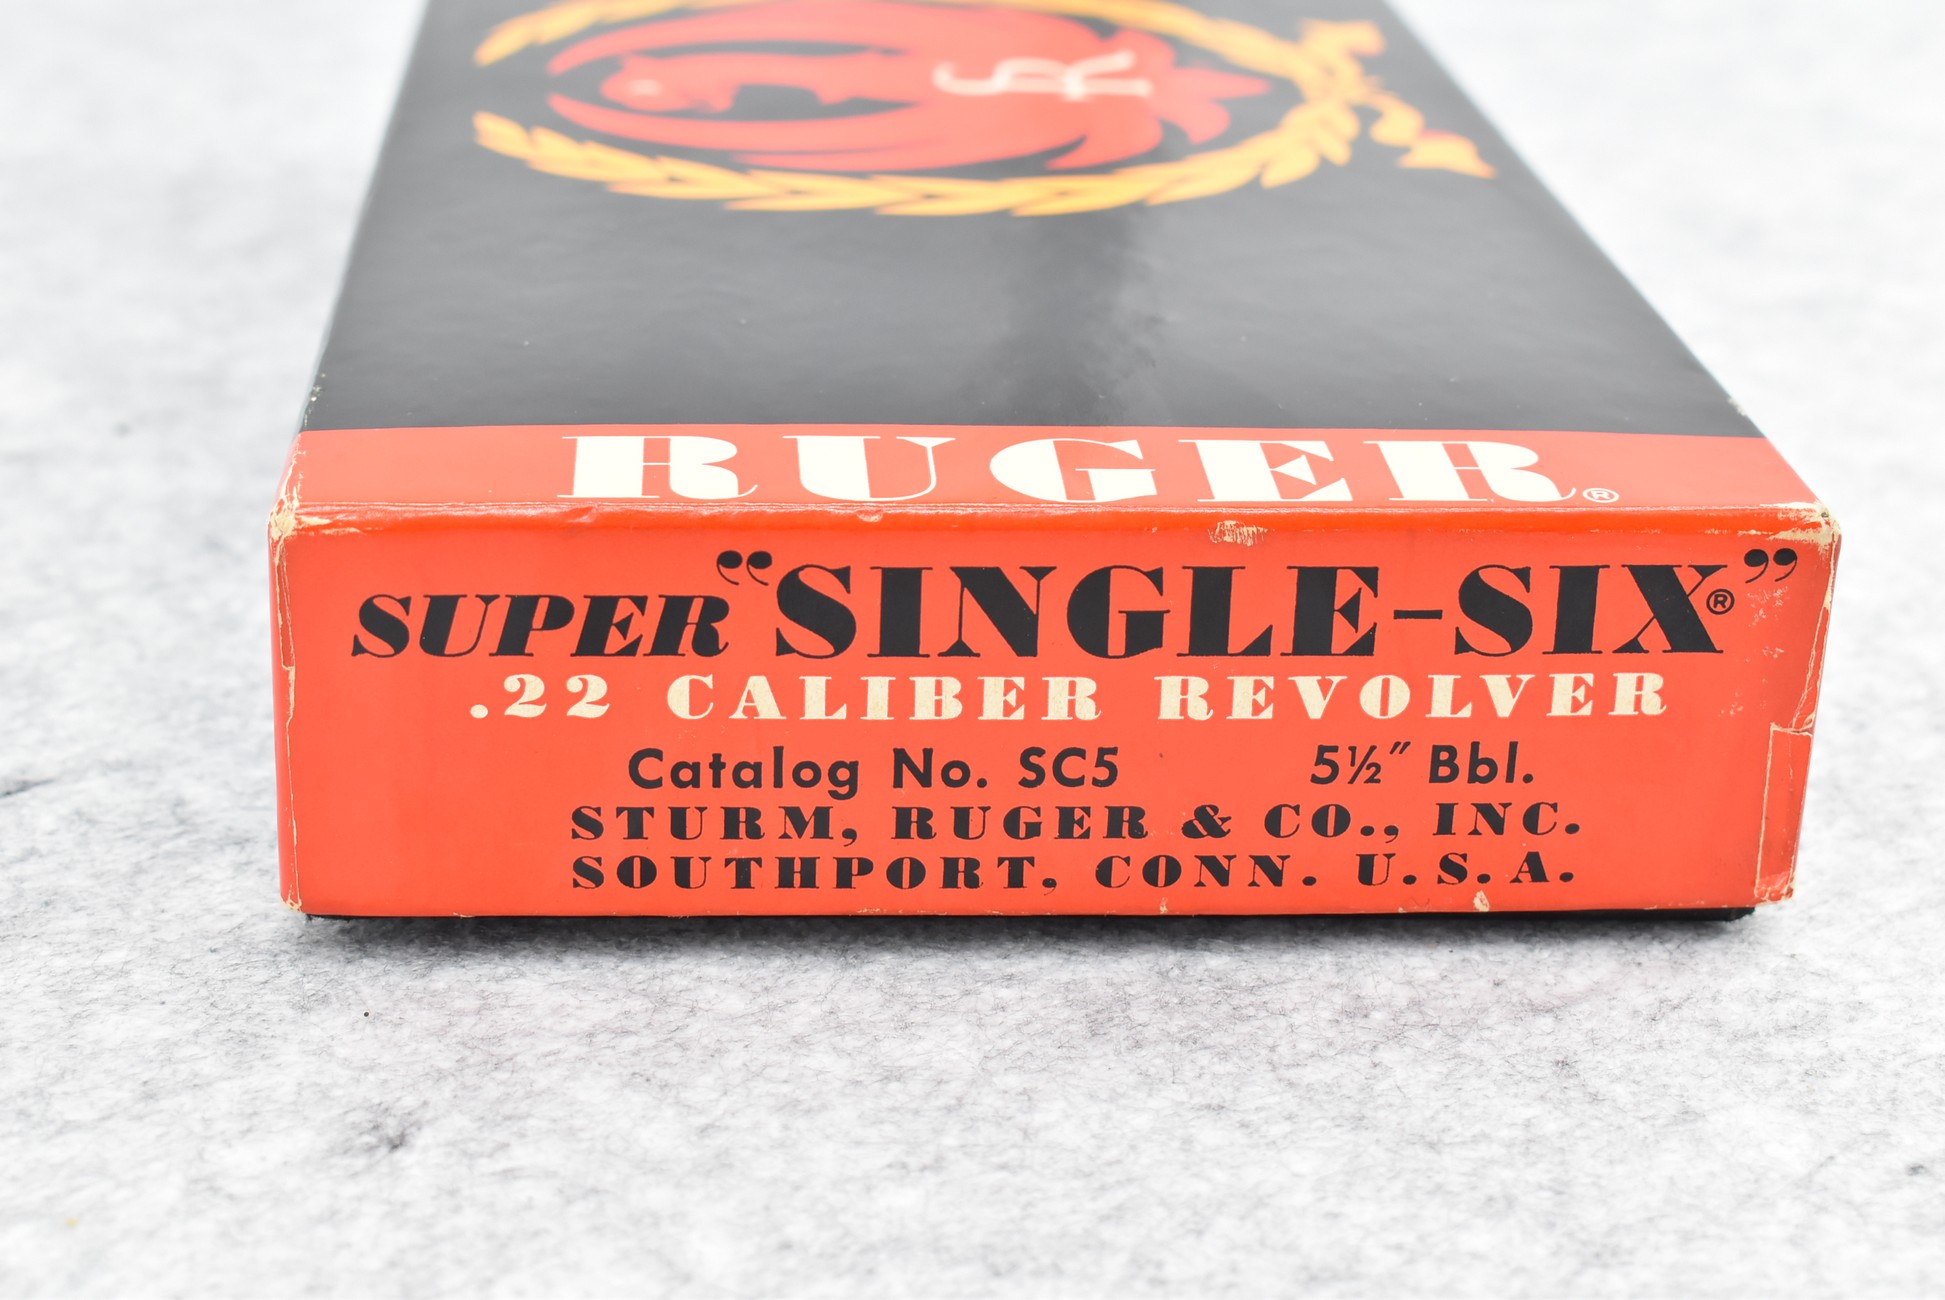 SR
RUGER®
SUPER “SINGLE-SIX®”
.22 CALIBER REVOLVER
Catalog No. SC5 5½" Bbl.
STURM, RUGER & CO., INC.
SOUTHPORT. CONN. U.S.A.